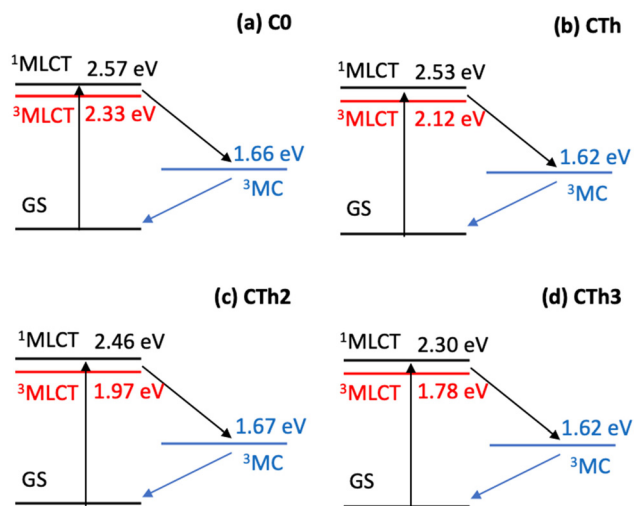 (a) C0
¹MLCT 2.57 eV
³MLCT 2.33 eV
1.66 eV
³MC
GS
(b) CTh
¹MLCT 2.53 eV
³MLCT 2.12 eV
1.62 eV
³MC
GS
(c) CTh2
¹MLCT 2.46 eV
³MLCT 1.97 eV
1.67 eV
³MC
GS
(d) CTh3
¹MLCT 2.30 eV
³MLCT 1.78 eV
1.62 eV
³MC
GS